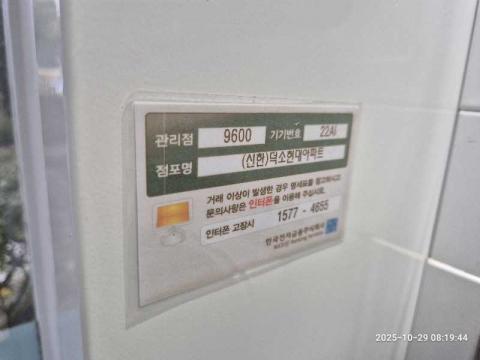 관리점 9600 기기번호 22AI
점포명 (신한)덕소현대아파트
거래 이상이 발생한 경우 명세표를 참고하시고
문의사항은 인터폰을 이용해 주십시오.
인터폰 고장시 1577 - 4655
한국전자금융주식회사
2025-10-29 08:19:44